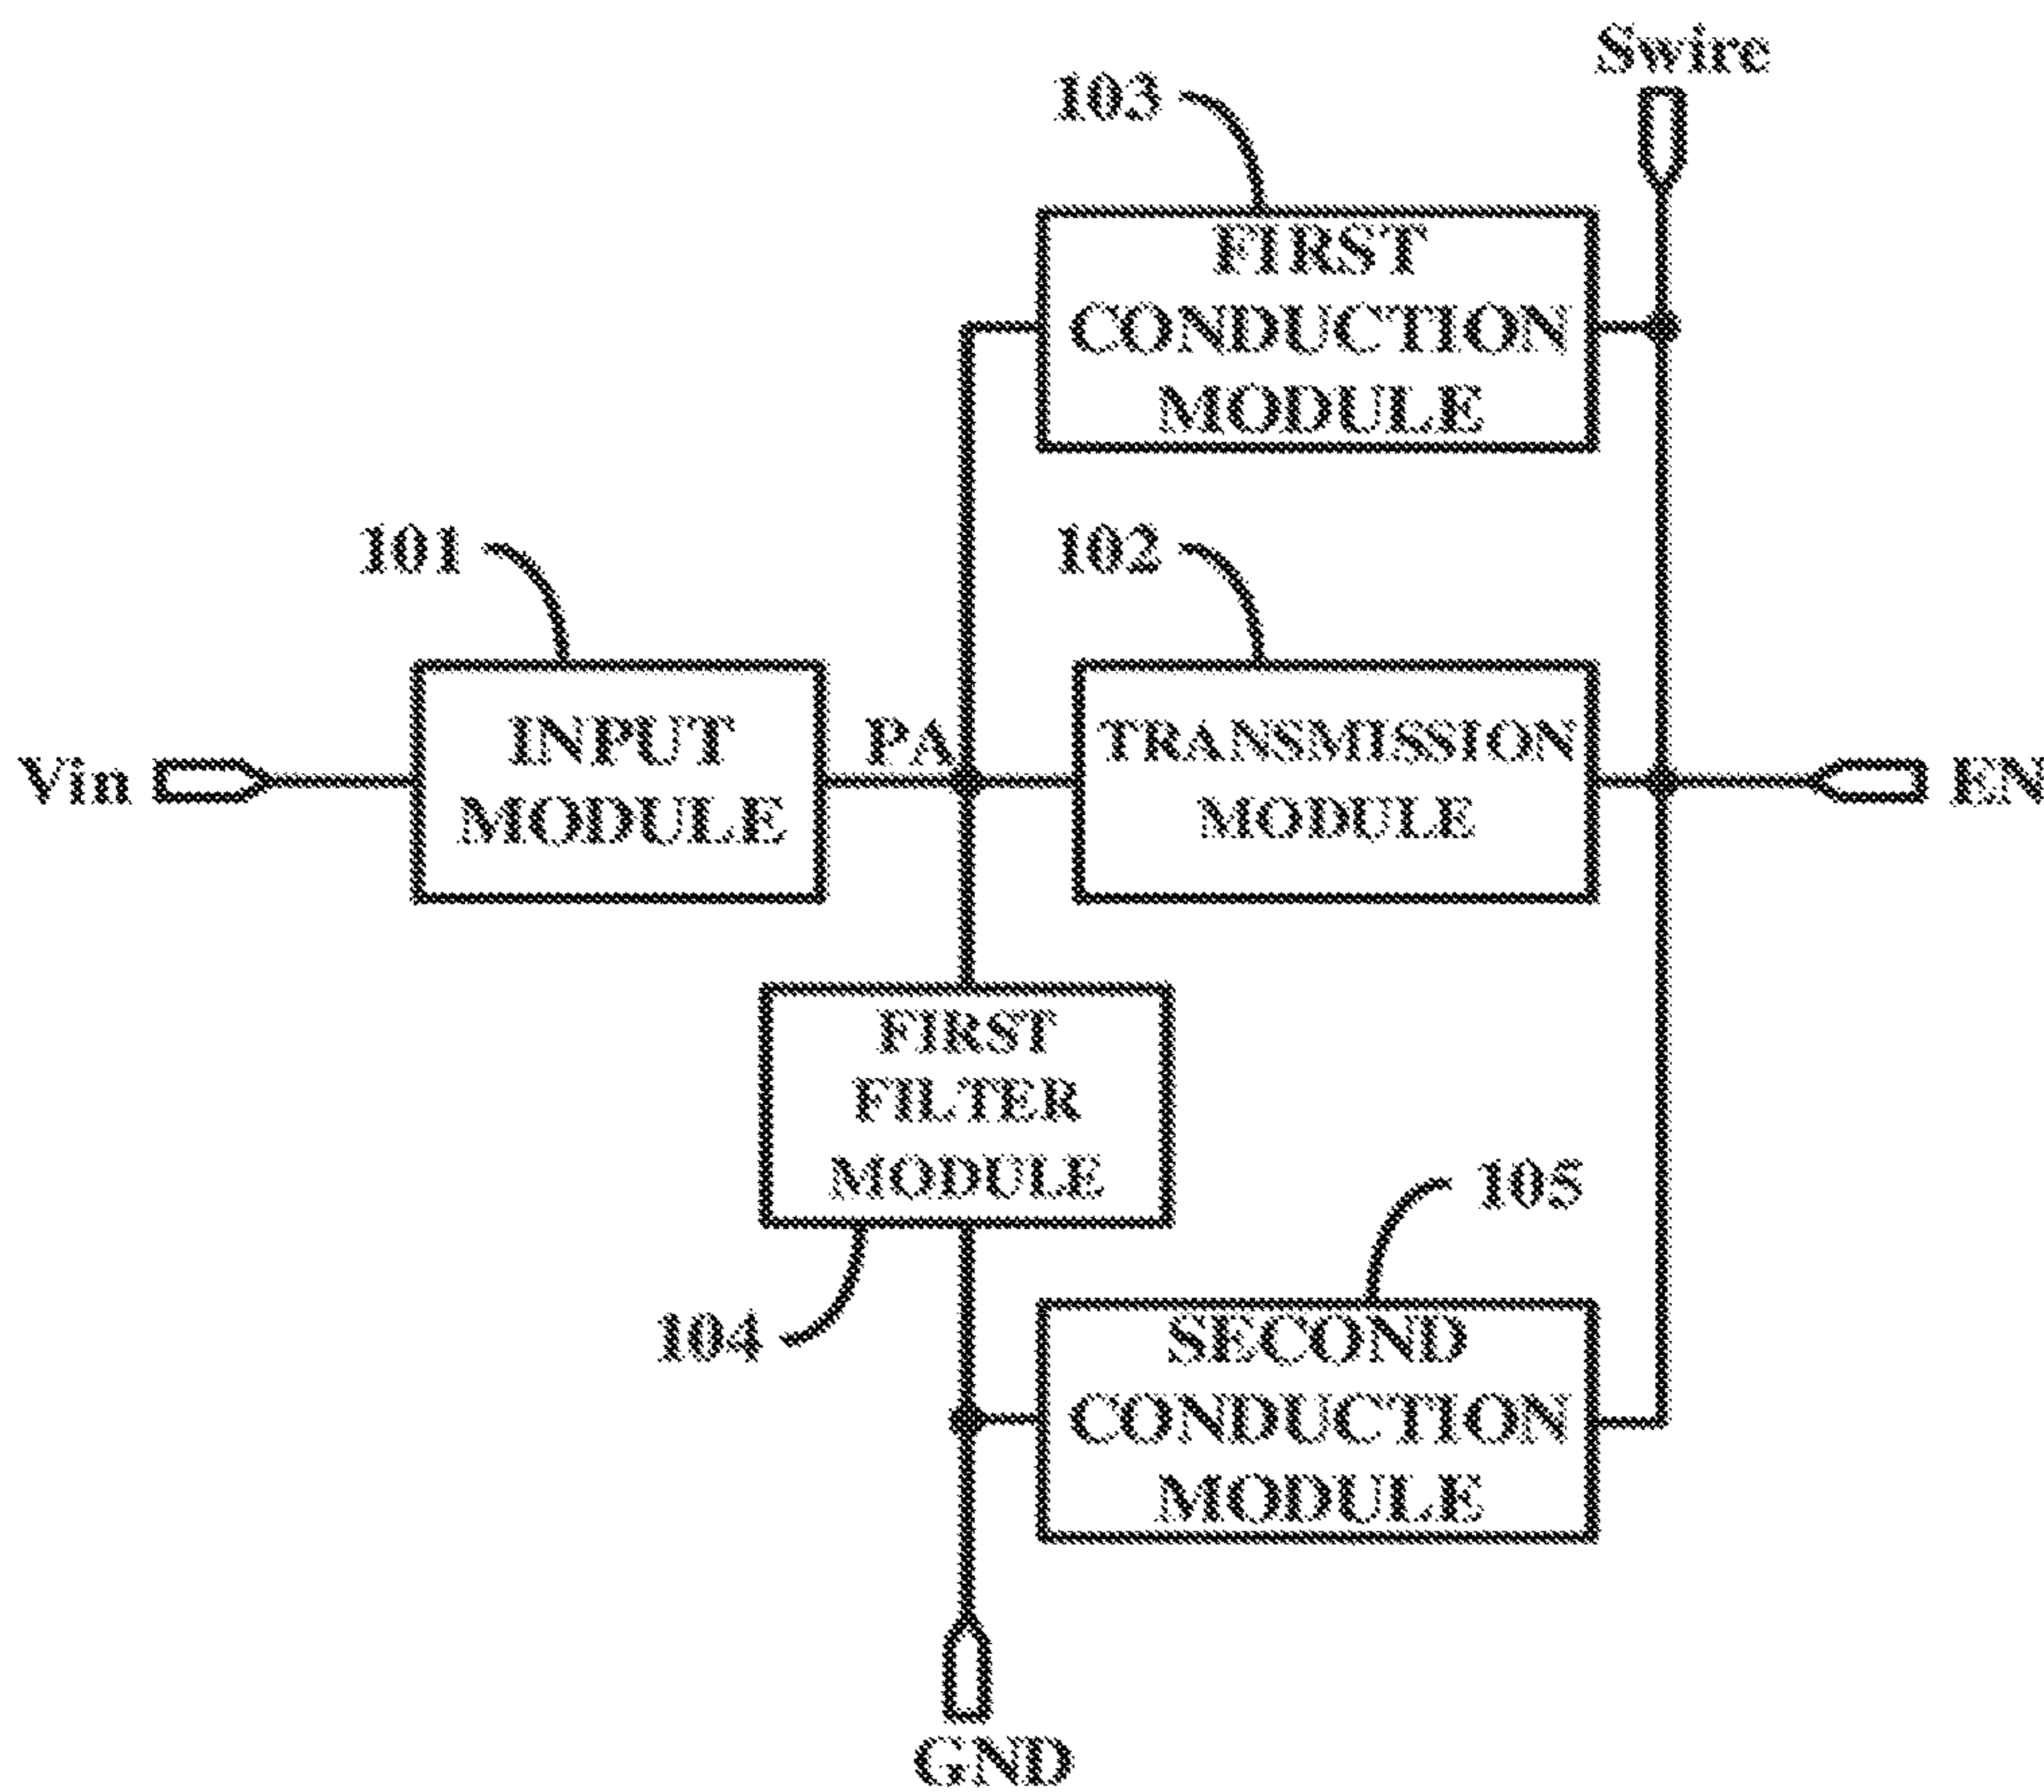 Swire
103
FIRST
CONDUCTION
MODULE
101
102
Vin
INPUT
MODULE
PA
TRANSMISSION
MODULE
EN
FIRST
FILTER
MODULE
105
104
SECOND
CONDUCTION
MODULE
GND